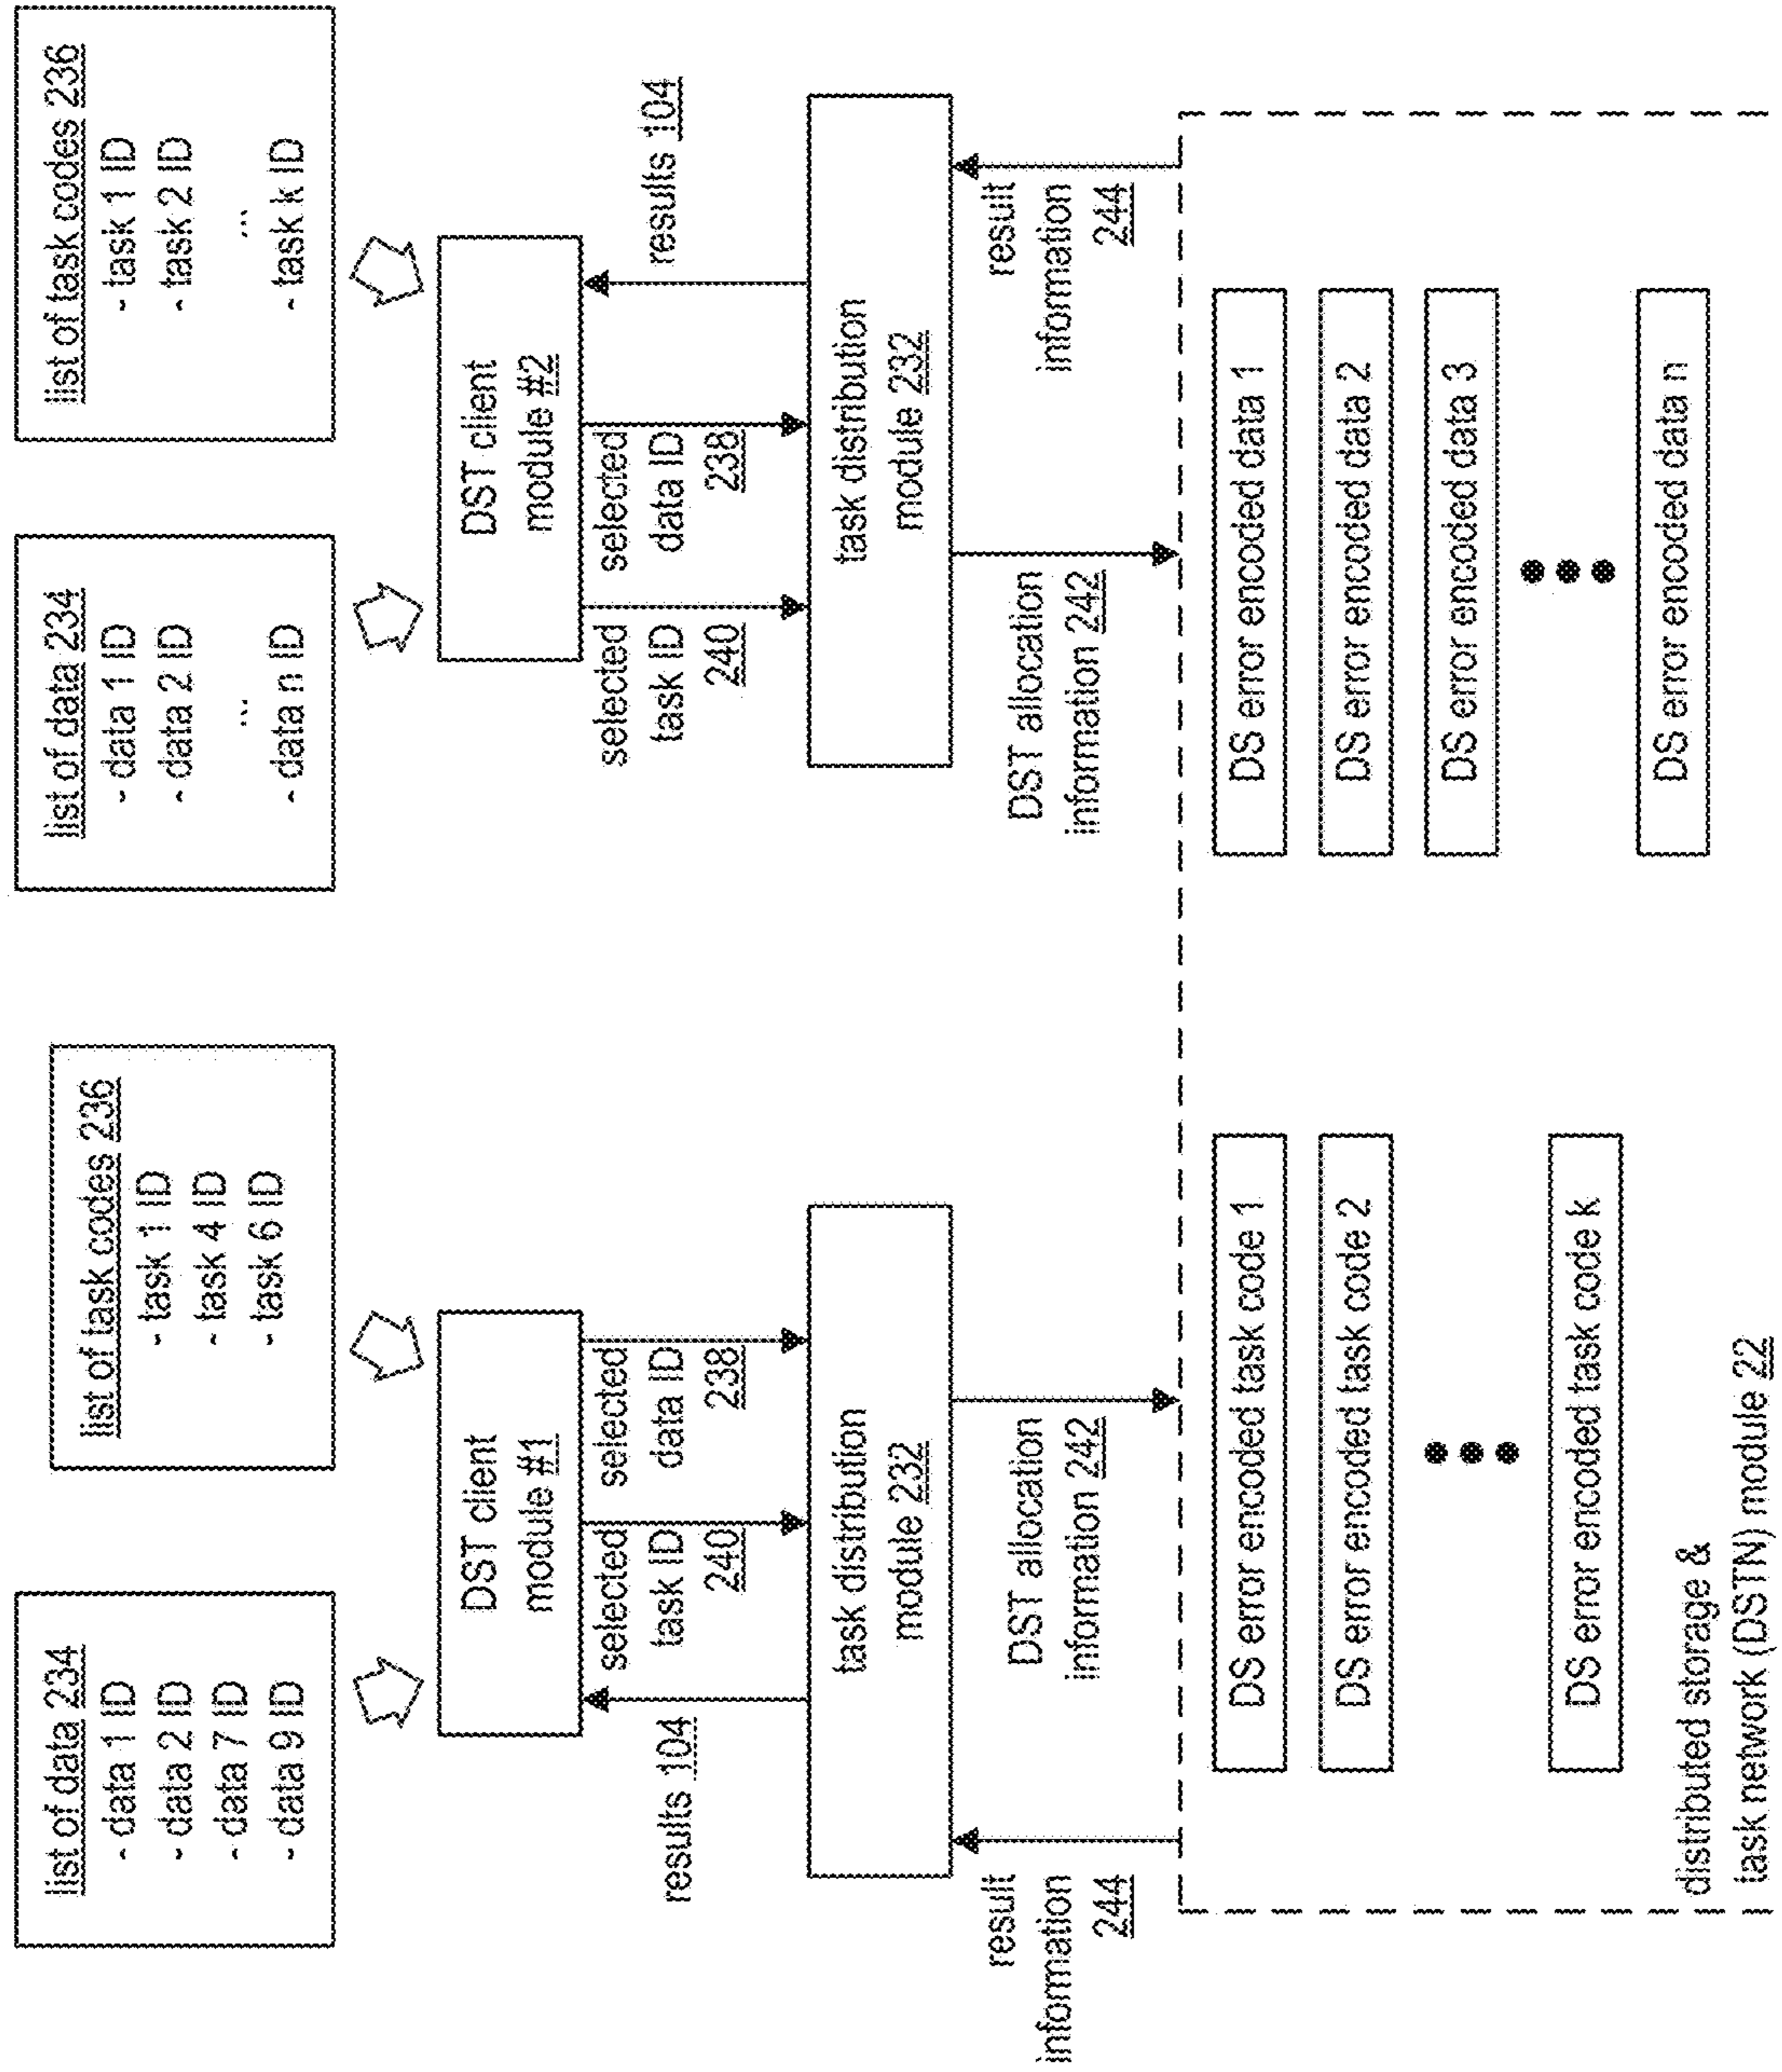 list of data 234
- data 1 ID
- data 2 ID
- data 7 ID
- data 9 ID
list of task codes 236
- task 1 ID
- task 4 ID
- task 6 ID
list of data 234
- data 1 ID
- data 2 ID
...
- data n ID
list of task codes 236
- task 1 ID
- task 2 ID
...
- task k ID
DST client
module #1
DST client
module #2
results 104
selected
task ID
240
selected
data ID
238
selected
task ID
240
selected
data ID
238
results 104
task distribution
module 232
task distribution
module 232
result
information
244
DST allocation
information 242
DST allocation
information 242
result
information
244
DS error encoded task code 1
DS error encoded task code 2
DS error encoded task code k
DS error encoded data 1
DS error encoded data 2
DS error encoded data 3
DS error encoded data n
distributed storage &
task network (DSTN) module 22